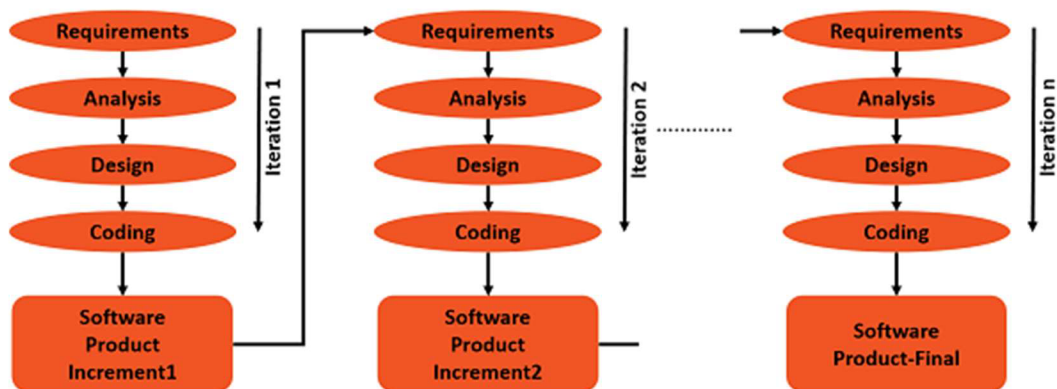 Requirements
Analysis
Design
Coding
Software
Product
Increment1
Iteration 1
Requirements
Analysis
Design
Coding
Software
Product
Increment2
Iteration 2
Requirements
Analysis
Design
Coding
Software
Product-Final
Iteration n